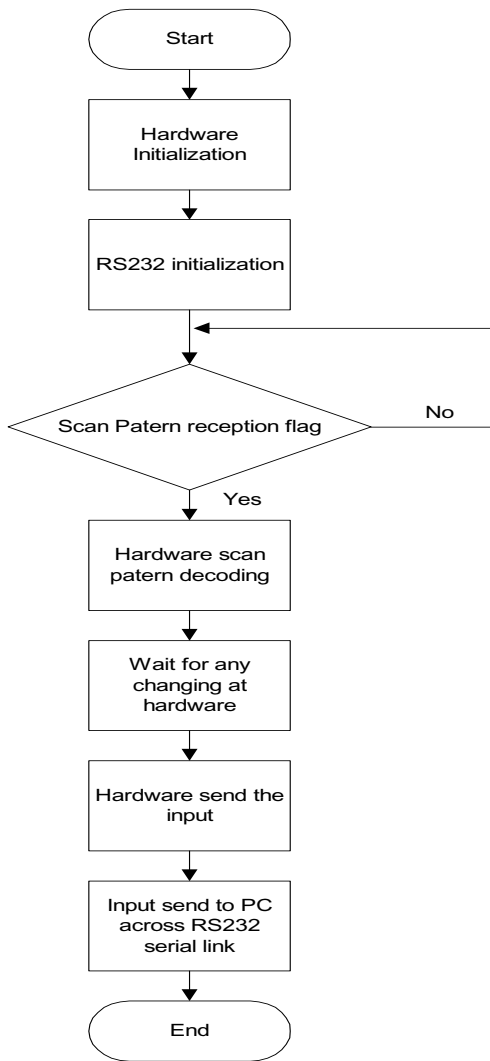 Start
Hardware
Initialization
RS232 initialization
Scan Patern reception flag
No
Yes
Hardware scan
patern decoding
Wait for any
changing at
hardware
Hardware send the
input
Input send to PC
across RS232
serial link
End